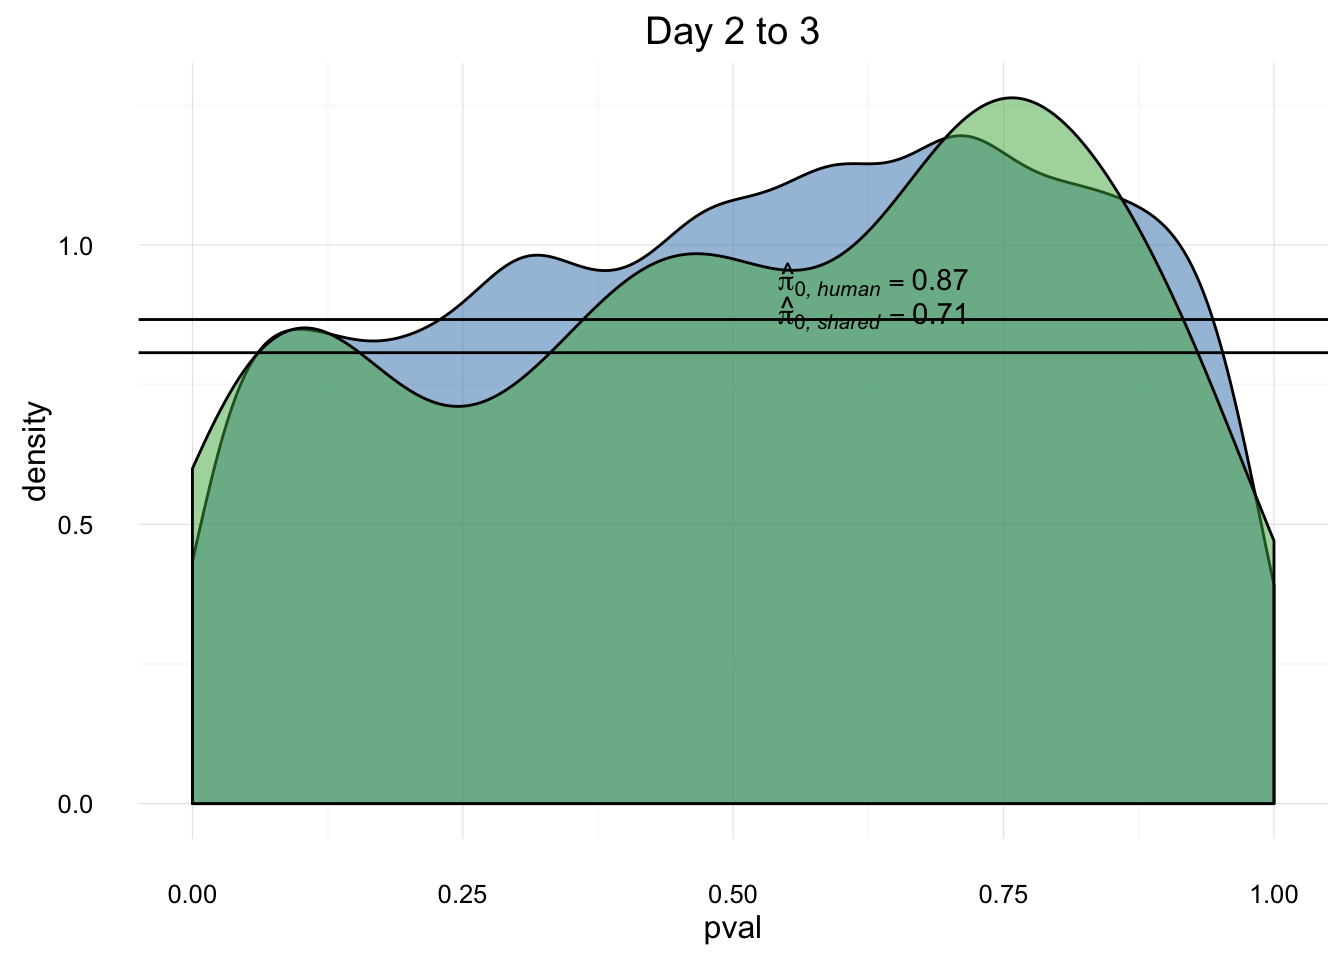 Day 2 to 3
density
1.0
0.5
0.0
π̂0, human = 0.87
π̂0, shared = 0.71
0.00 0.25 0.50 0.75 1.00
pval